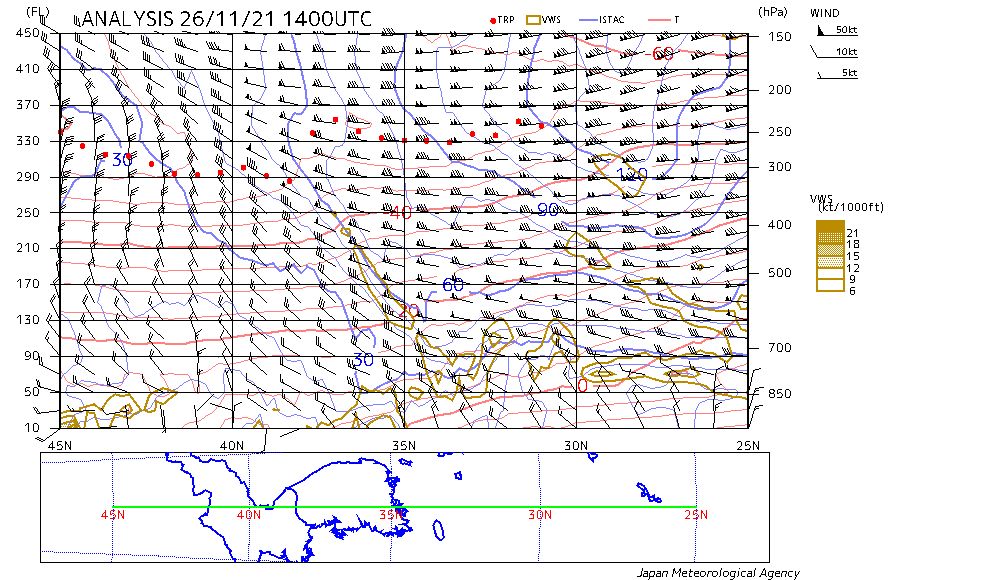 (FL) ANALYSIS 26/11/21 1400UTC TRP VWS ISTAC T (hPa) WIND
450 150 50kt
10kt
410 5kt
-60
370 200
330 250
30 300
290 120
VWS
(kt/1000ft)
250 -40 90
210 400
21
18
15
12
9
6
170 500
60
130 -20
90 30 700
50 0 850
10
45N 40N 35N 30N 25N
45N 40N 35N 30N 25N
Japan Meteorological Agency